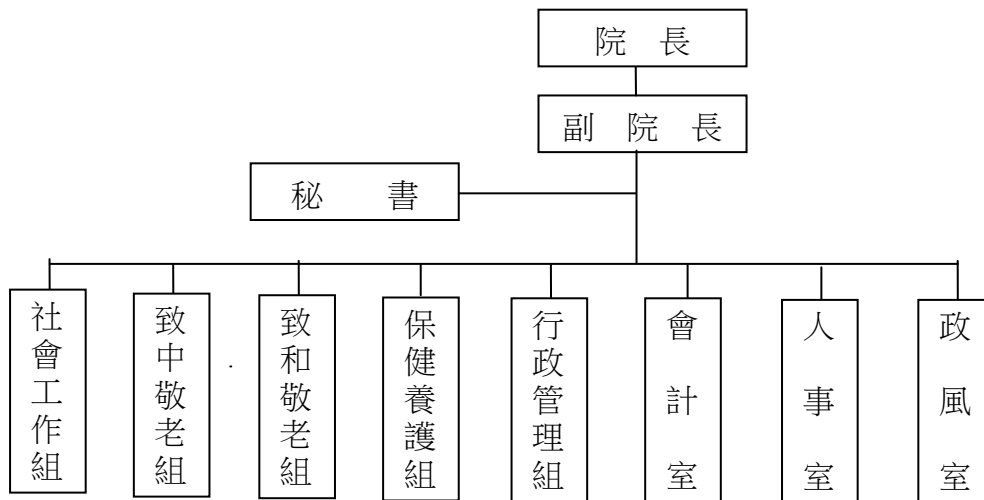 院 長
副 院 長
秘 書
社會工作組
致中敬老組
致和敬老組
保健養護組
行政管理組
會計室
人事室
政風室